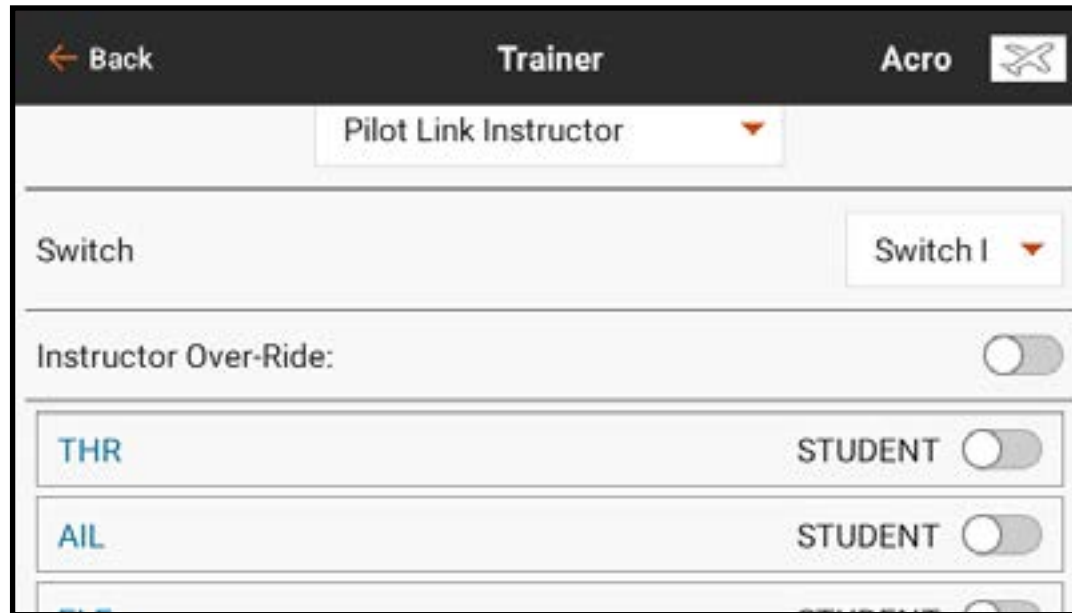 Back Trainer Acro
Pilot Link Instructor
Switch Switch I
Instructor Over-Ride:
THR STUDENT
AIL STUDENT